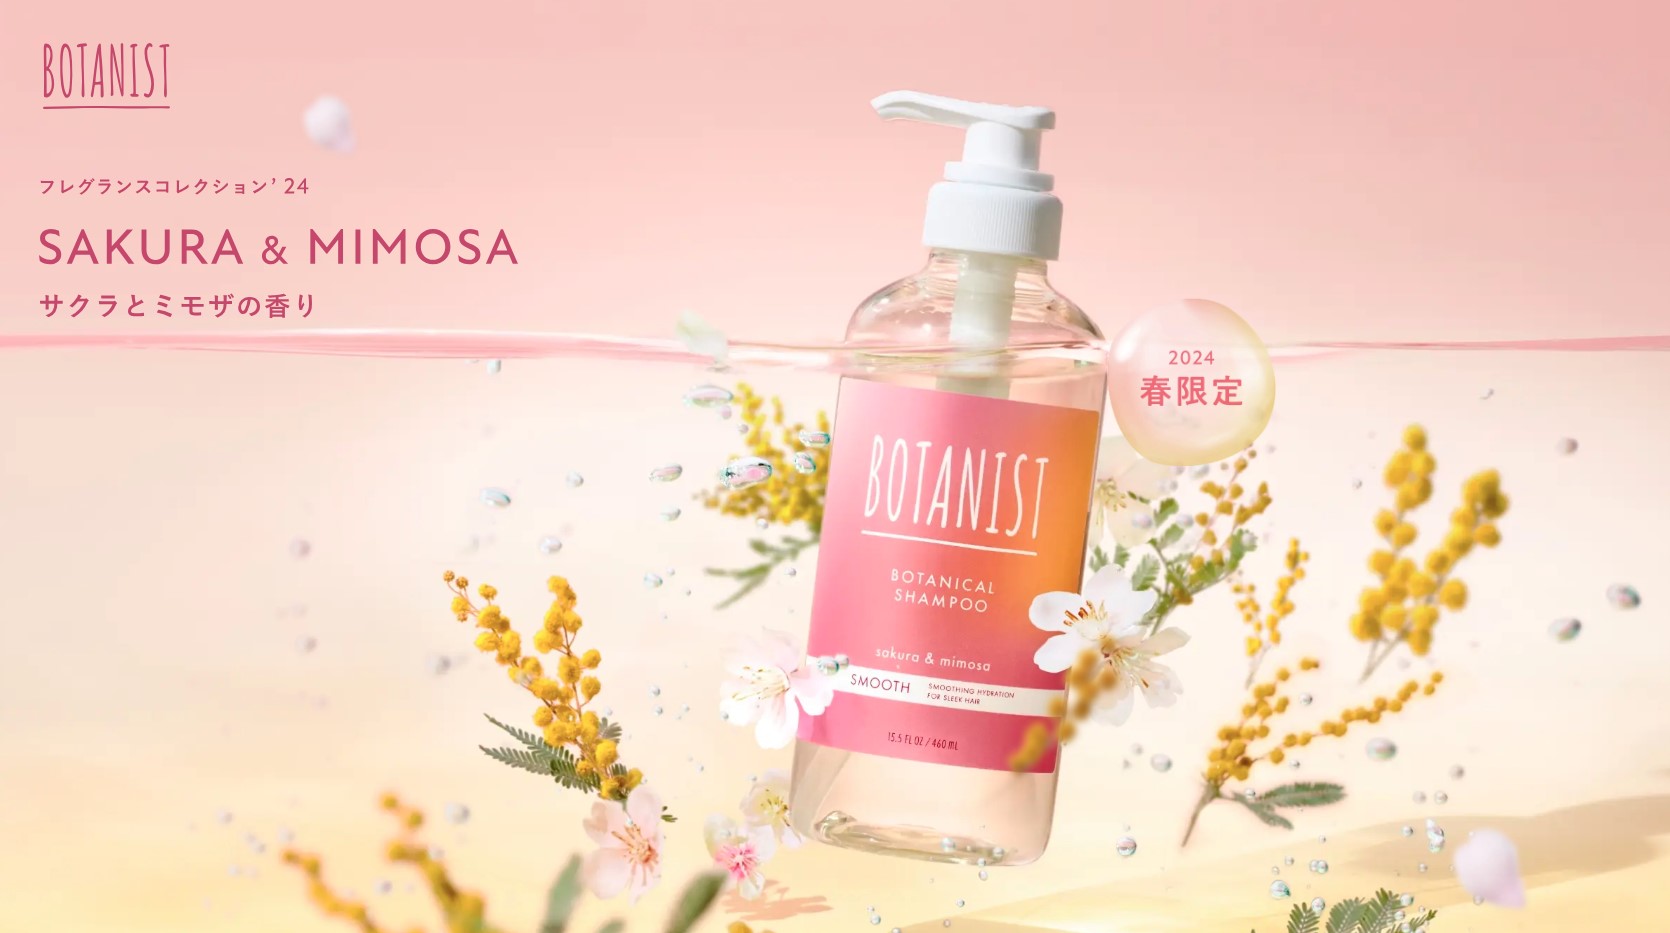 BOTANIST
フレグランスコレクション’24
SAKURA & MIMOSA
サクラとミモザの香り
2024
春限定
BOTANIST
BOTANICAL
SHAMPOO
sakura & mimosa
SMOOTH
SMOOTHING HYDRATION
FOR SLEEK HAIR
15.5 FL OZ / 460 mL